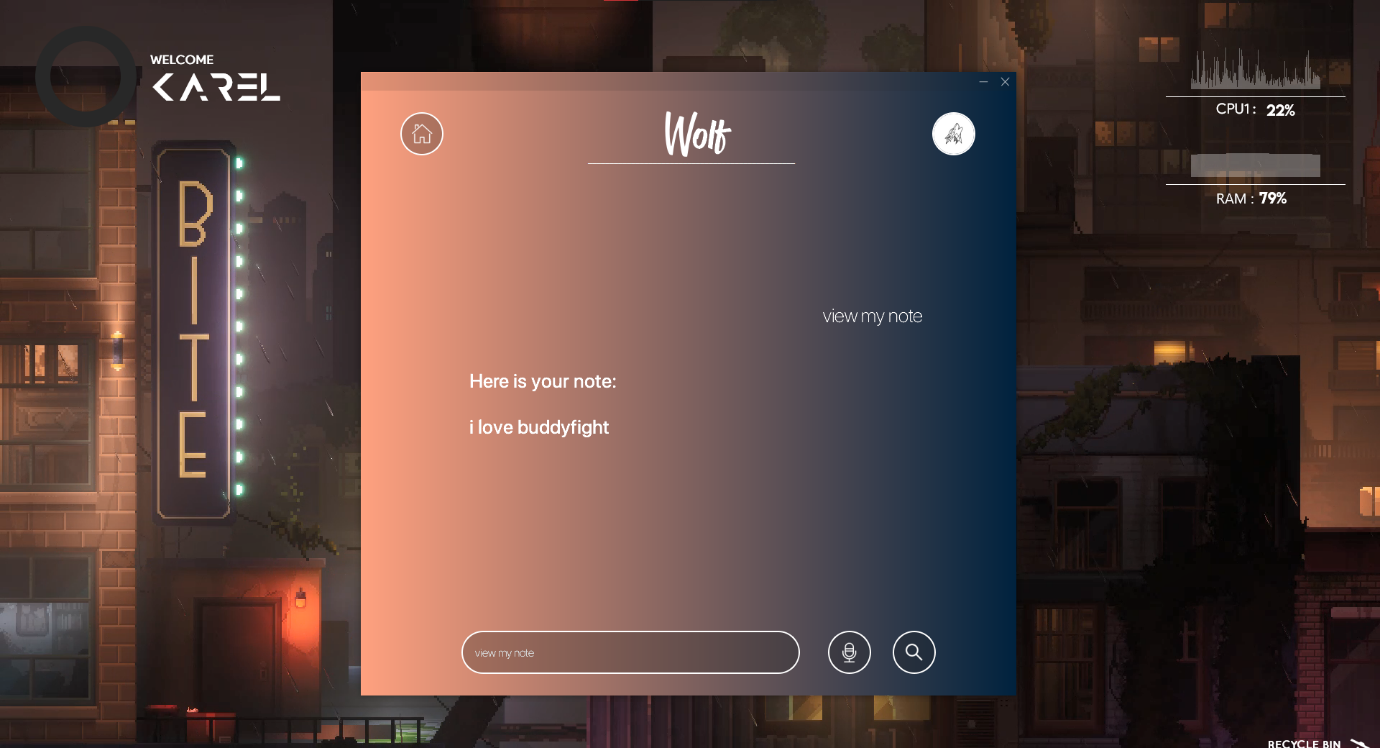 WELCOME
KAREL
BITE
Wolf
view my note
Here is your note:
i love buddyfight
view my note
CPU1 : 22%
RAM : 79%
RECYCLE BIN